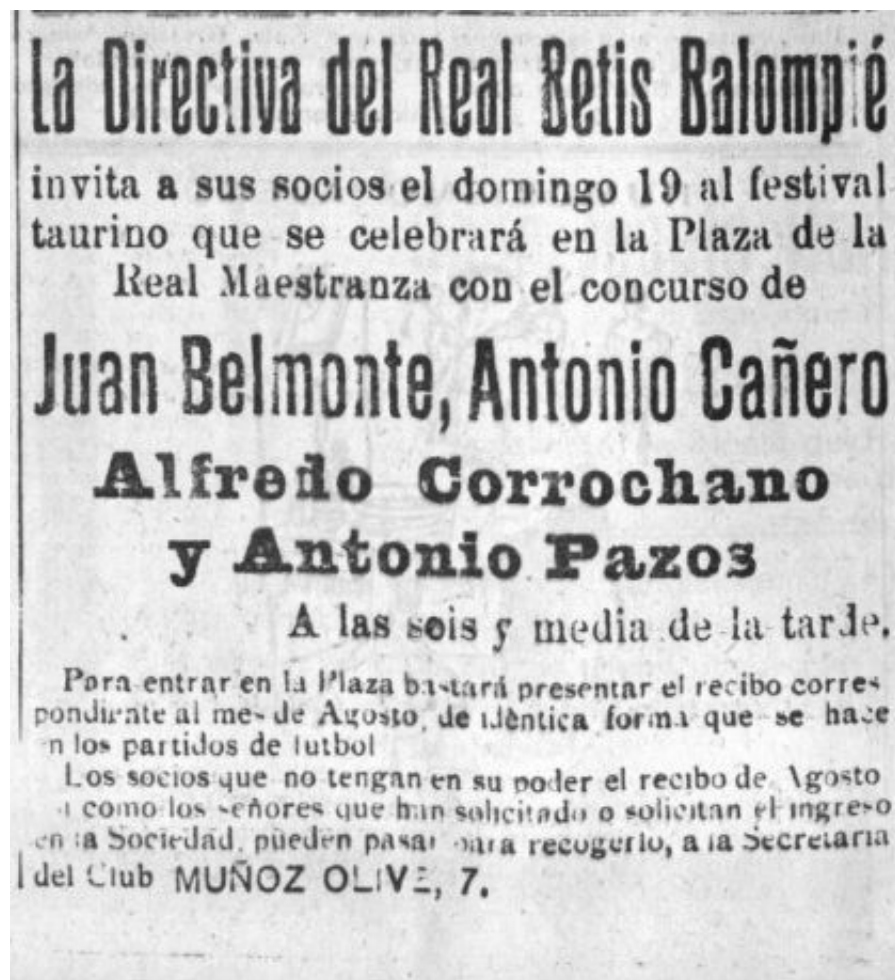 La Directiva del Real Betis Balompié
invita a sus socios el domingo 19 al festival
taurino que se celebrará en la Plaza de la
Real Maestranza con el concurso de
Juan Belmonte, Antonio Cañero
Alfredo Corrochano
y Antonio Pazos
A las seis y media de la tarde.
Para entrar en la Plaza bastará presentar el recibo corres
pondiente al mes de Agosto, de idèntica forma que se hace
en los partidos de futbol
Los socios que no tengan en su poder el recibo de Agosto
como los señores que han solicitado o solicitan el ingreso
en la Sociedad, pueden pasar para recogerlo, a la Secretaria
del Club MUÑOZ OLIVE, 7.